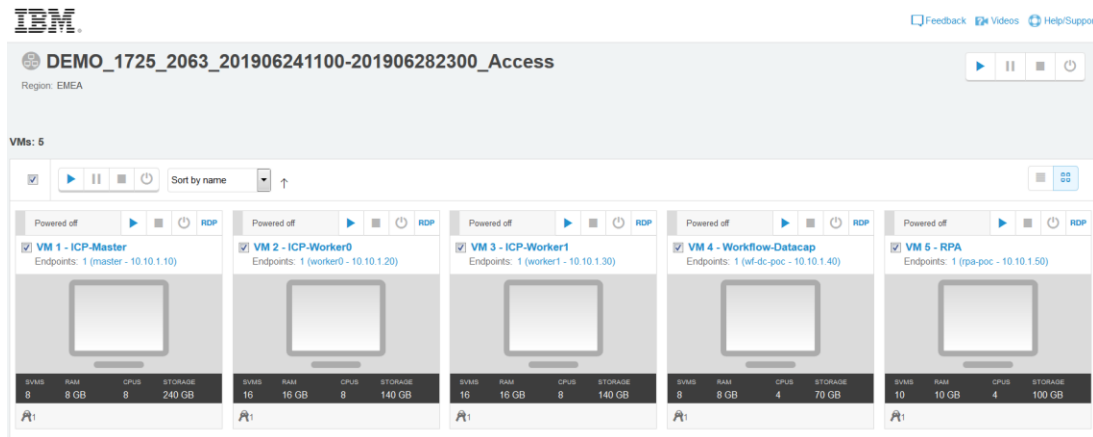 IBM.
Feedback Videos Help/Suppor
DEMO_1725_2063_201906241100-201906282300_Access
Region: EMEA
VMs: 5
Sort by name ↑
Powered off RDP
VM 1 - ICP-Master
Endpoints: 1 (master - 10.10.1.10)
SVMS RAM CPUS STORAGE
8 8 GB 8 240 GB
1
Powered off RDP
VM 2 - ICP-Worker0
Endpoints: 1 (worker0 - 10.10.1.20)
SVMS RAM CPUS STORAGE
16 16 GB 8 140 GB
1
Powered off RDP
VM 3 - ICP-Worker1
Endpoints: 1 (worker1 - 10.10.1.30)
SVMS RAM CPUS STORAGE
16 16 GB 8 140 GB
1
Powered off RDP
VM 4 - Workflow-Datacap
Endpoints: 1 (wf-dc-poc - 10.10.1.40)
SVMS RAM CPUS STORAGE
8 8 GB 4 70 GB
1
Powered off RDP
VM 5 - RPA
Endpoints: 1 (rpa-poc - 10.10.1.50)
SVMS RAM CPUS STORAGE
10 10 GB 4 100 GB
1